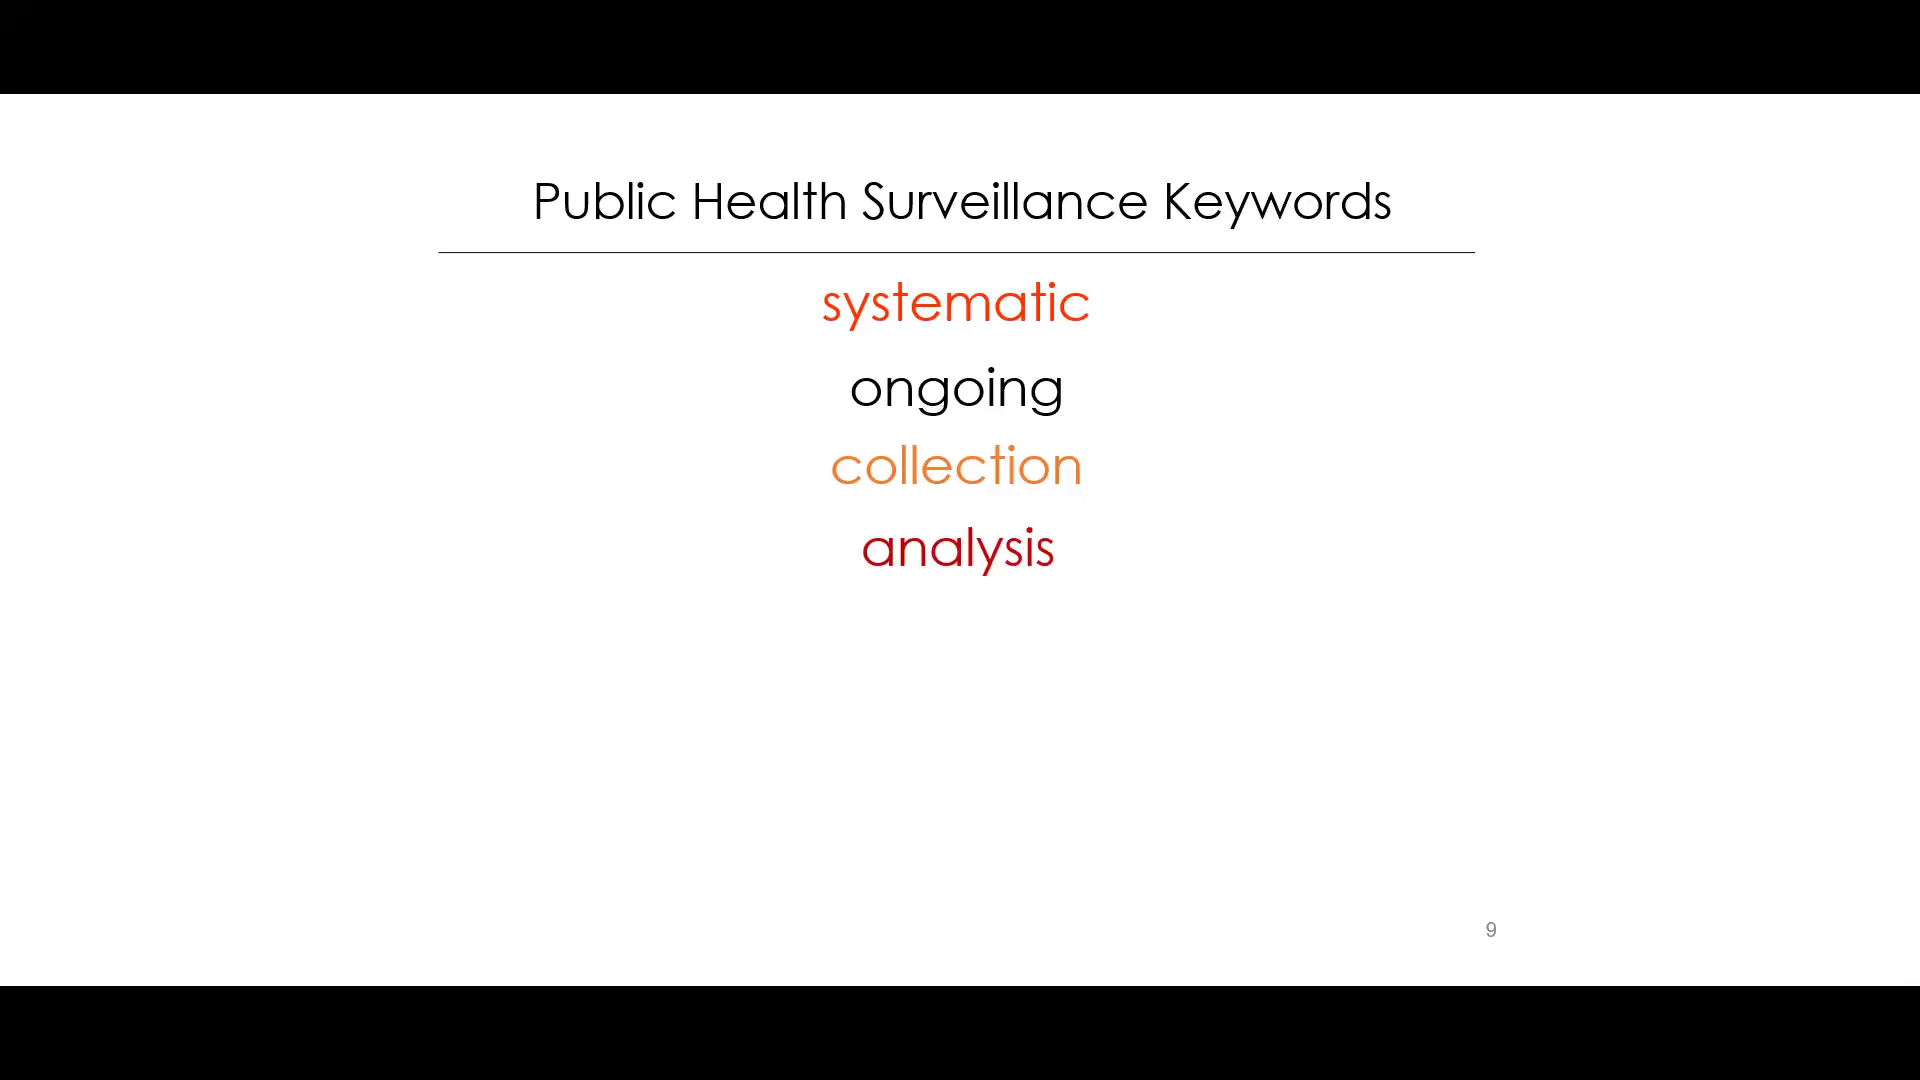 Public Health Surveillance Keywords
systematic
ongoing
collection
analysis
9